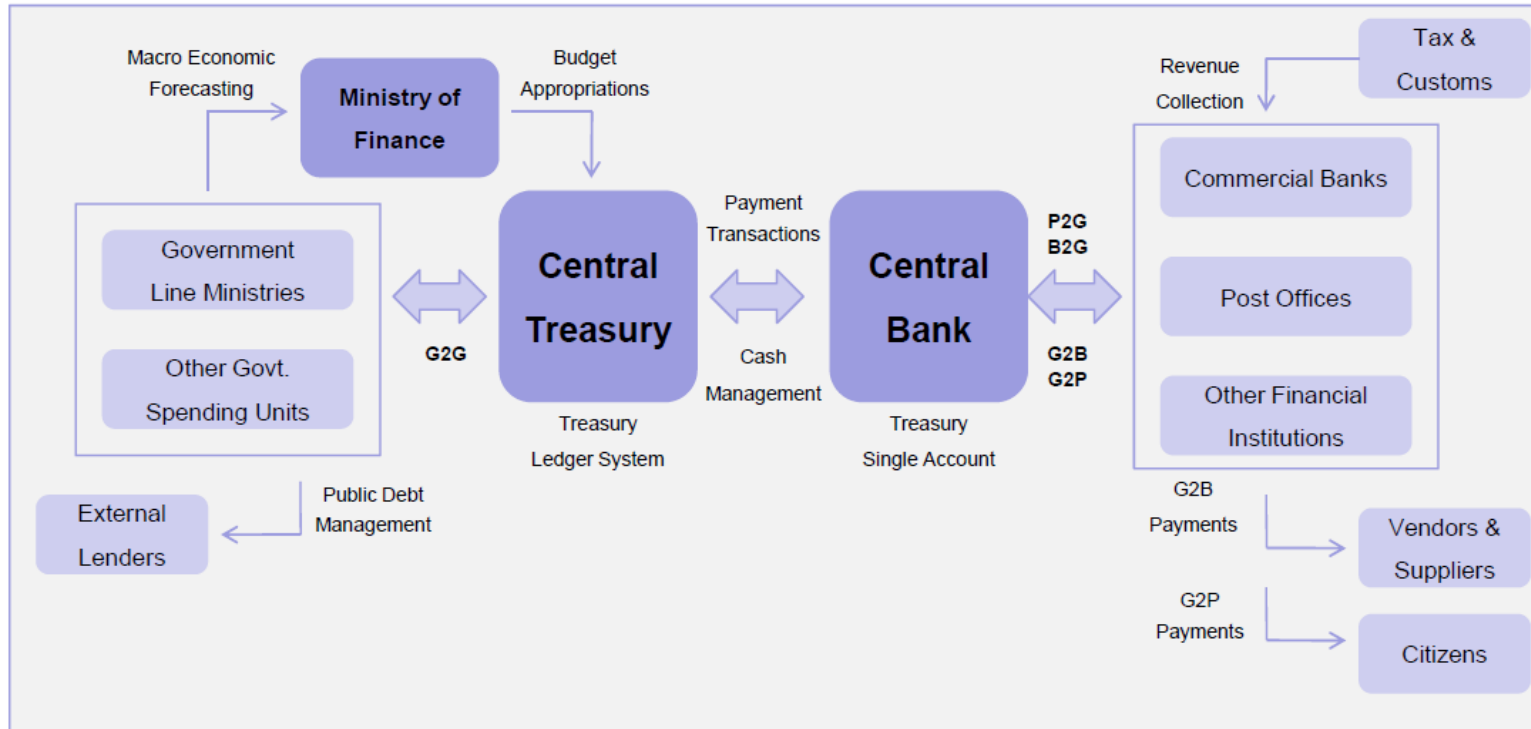 Macro Economic
Forecasting
Ministry of
Finance
Budget
Appropriations
Revenue
Collection
Tax &
Customs
Government
Line Ministries
Other Govt.
Spending Units
G2G
Central
Treasury
Treasury
Ledger System
Payment
Transactions
Cash
Management
Central
Bank
Treasury
Single Account
P2G
B2G
G2B
G2P
Commercial Banks
Post Offices
Other Financial
Institutions
External
Lenders
Public Debt
Management
G2B
Payments
Vendors &
Suppliers
G2P
Payments
Citizens